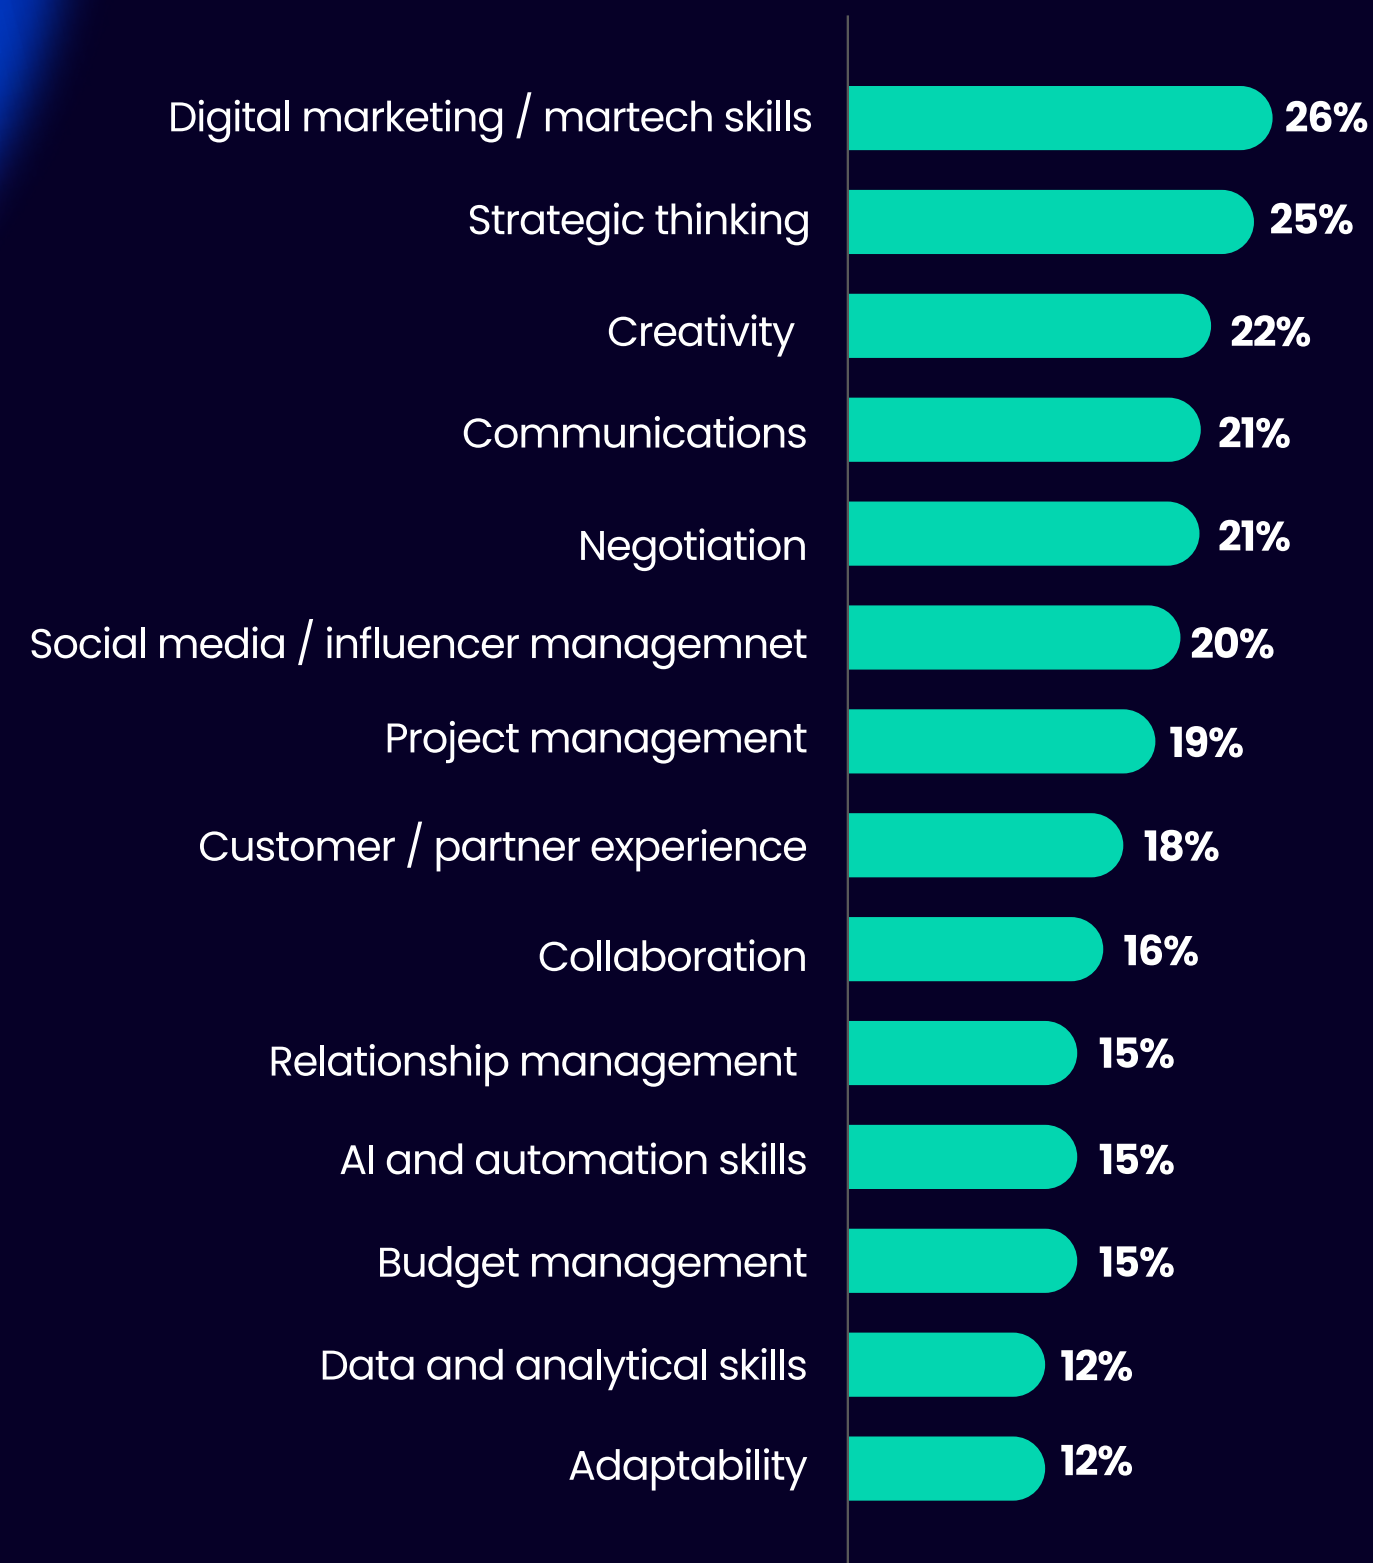 Digital marketing / martech skills 26%
Strategic thinking 25%
Creativity 22%
Communications 21%
Negotiation 21%
Social media / influencer managemnet 20%
Project management 19%
Customer / partner experience 18%
Collaboration 16%
Relationship management 15%
AI and automation skills 15%
Budget management 15%
Data and analytical skills 12%
Adaptability 12%